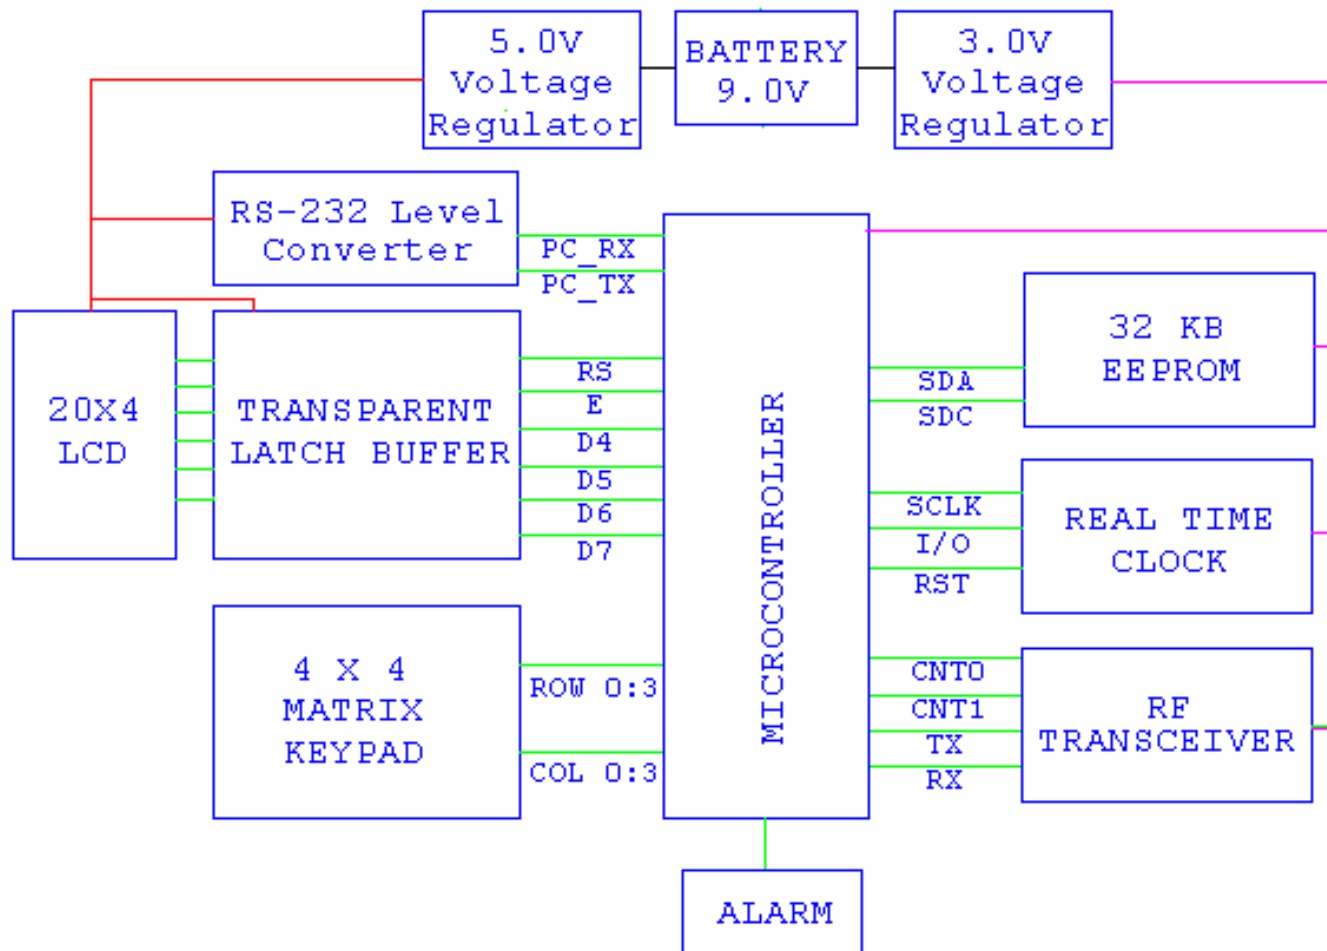 5.0V
Voltage
Regulator
BATTERY
9.0V
3.0V
Voltage
Regulator
RS-232 Level
Converter
PC_RX
PC_TX
20X4
LCD
TRANSPARENT
LATCH BUFFER
RS
E
D4
D5
D6
D7
4 X 4
MATRIX
KEYPAD
ROW 0:3
COL 0:3
MICROCONTROLLER
SDA
SDC
32 KB
EEPROM
SCLK
I/O
RST
REAL TIME
CLOCK
CNT0
CNT1
TX
RX
RF
TRANSCEIVER
ALARM